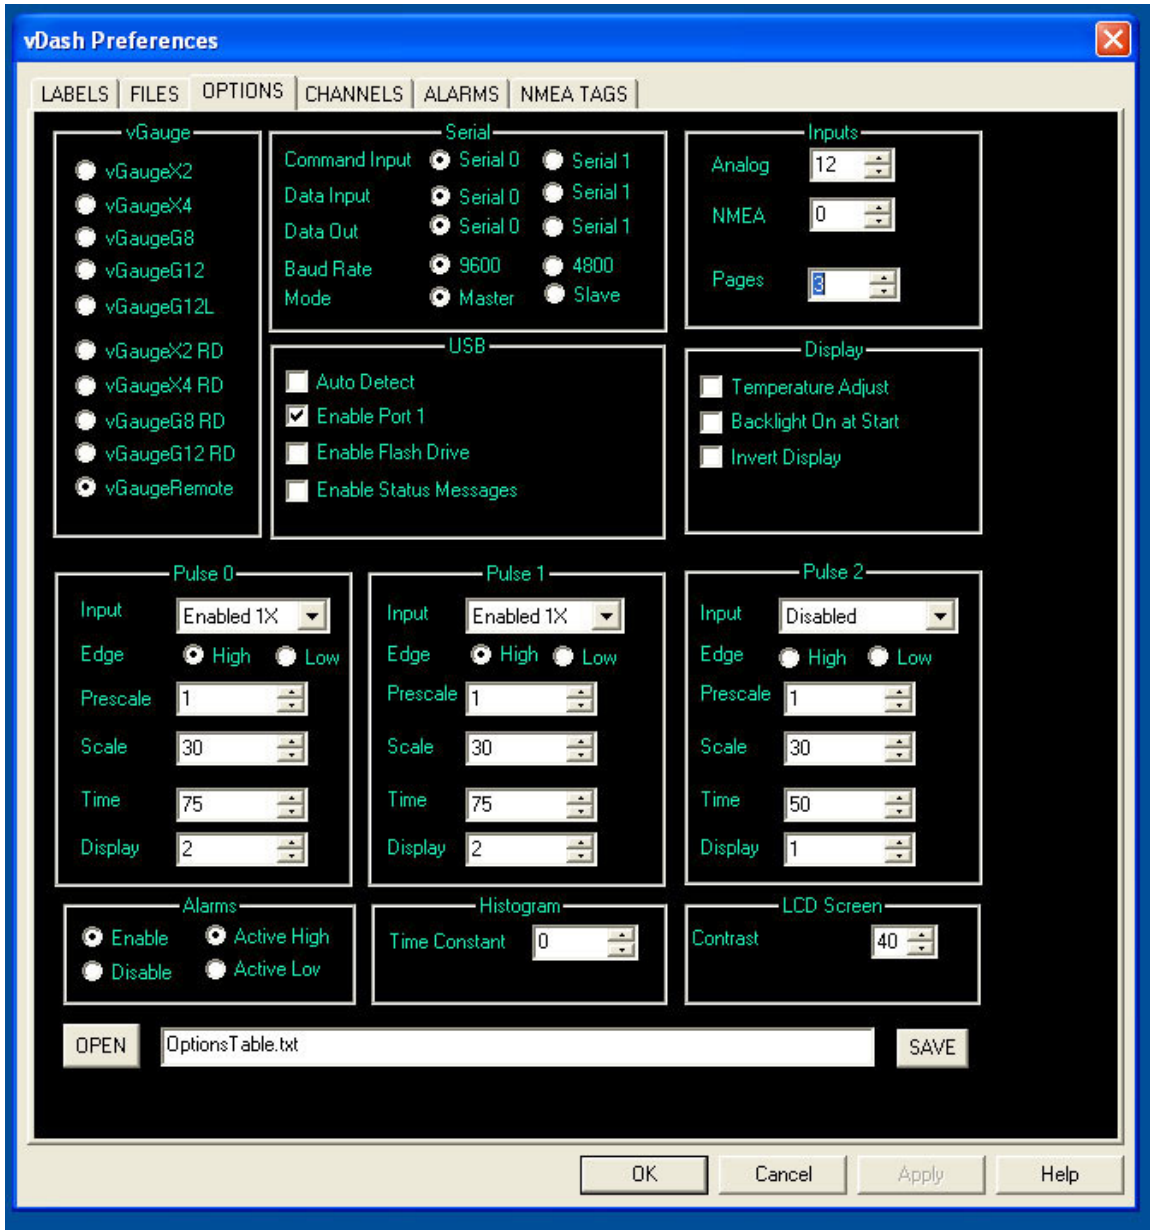 vDash Preferences
LABELS FILES OPTIONS CHANNELS ALARMS NMEA TAGS
vGauge
vGaugeX2
vGaugeX4
vGaugeG8
vGaugeG12
vGaugeG12L
vGaugeX2 RD
vGaugeX4 RD
vGaugeG8 RD
vGaugeG12 RD
vGaugeRemote
Serial
Command Input Serial 0 Serial 1
Data Input Serial 0 Serial 1
Data Out Serial 0 Serial 1
Baud Rate 9600 4800
Mode Master Slave
Inputs
Analog 12
NMEA 0
Pages 3
USB
Auto Detect
Enable Port 1
Enable Flash Drive
Enable Status Messages
Display
Temperature Adjust
Backlight On at Start
Invert Display
Pulse 0
Input Enabled 1X
Edge High Low
Prescale 1
Scale 30
Time 75
Display 2
Pulse 1
Input Enabled 1X
Edge High Low
Prescale 1
Scale 30
Time 75
Display 2
Pulse 2
Input Disabled
Edge High Low
Prescale 1
Scale 30
Time 50
Display 1
Alarms
Enable Active High
Disable Active Low
Histogram
Time Constant 0
LCD Screen
Contrast 40
OPEN OptionsTable.txt SAVE
OK Cancel Apply Help